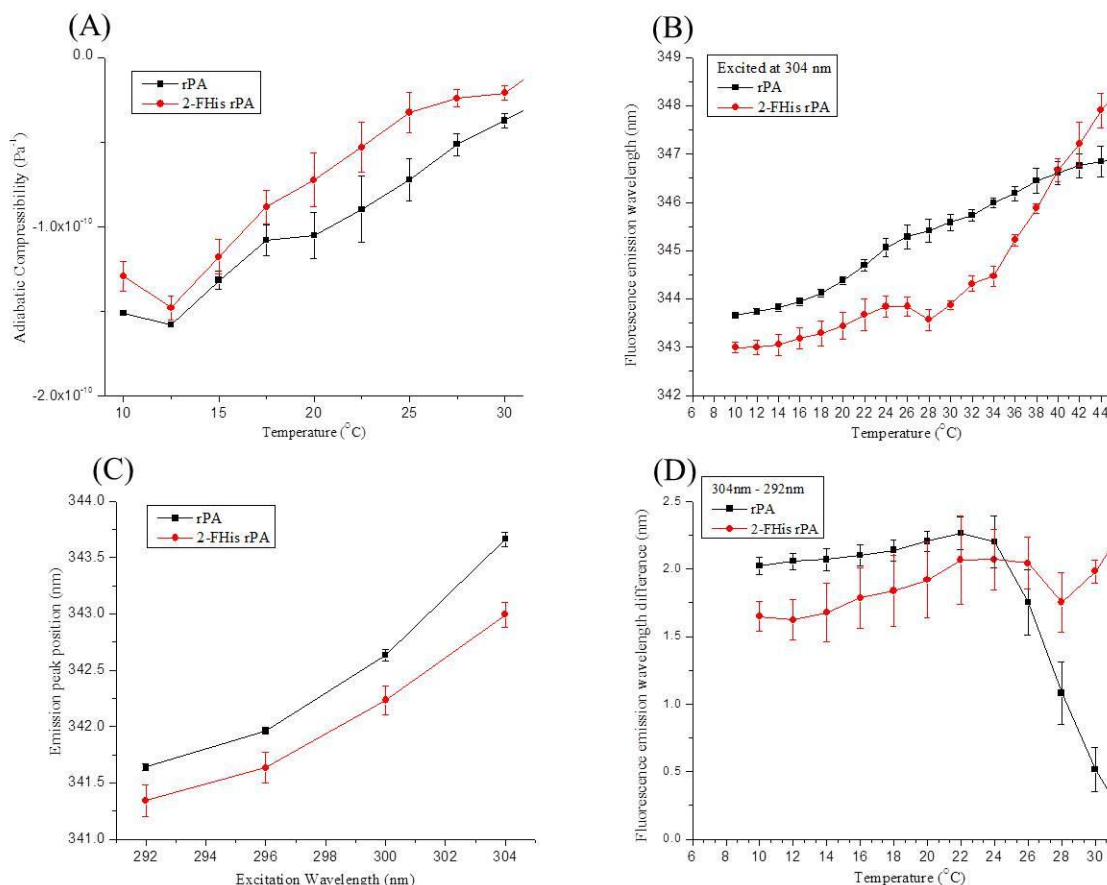 (A)
0.0
-1.0x10-10
-2.0x10-10
Adiabatic Compressibility (Pa-1)
rPA
2-FHis rPA
10 15 20 25 30
Temperature (°C)
(B)
349
348
347
346
345
344
343
342
Fluorescence emission wavelength (nm)
Excited at 304 nm
rPA
2-FHis rPA
6 8 10 12 14 16 18 20 22 24 26 28 30 32 34 36 38 40 42 44
Temperature (°C)
(C)
344.0
343.5
343.0
342.5
342.0
341.5
341.0
Emission peak position (nm)
rPA
2-FHis rPA
292 294 296 298 300 302 304
Excitation Wavelength (nm)
(D)
2.5
2.0
1.5
1.0
0.5
0.0
Fluorescence emission wavelength difference (nm)
304nm - 292nm
rPA
2-FHis rPA
6 8 10 12 14 16 18 20 22 24 26 28 30
Temperature (°C)